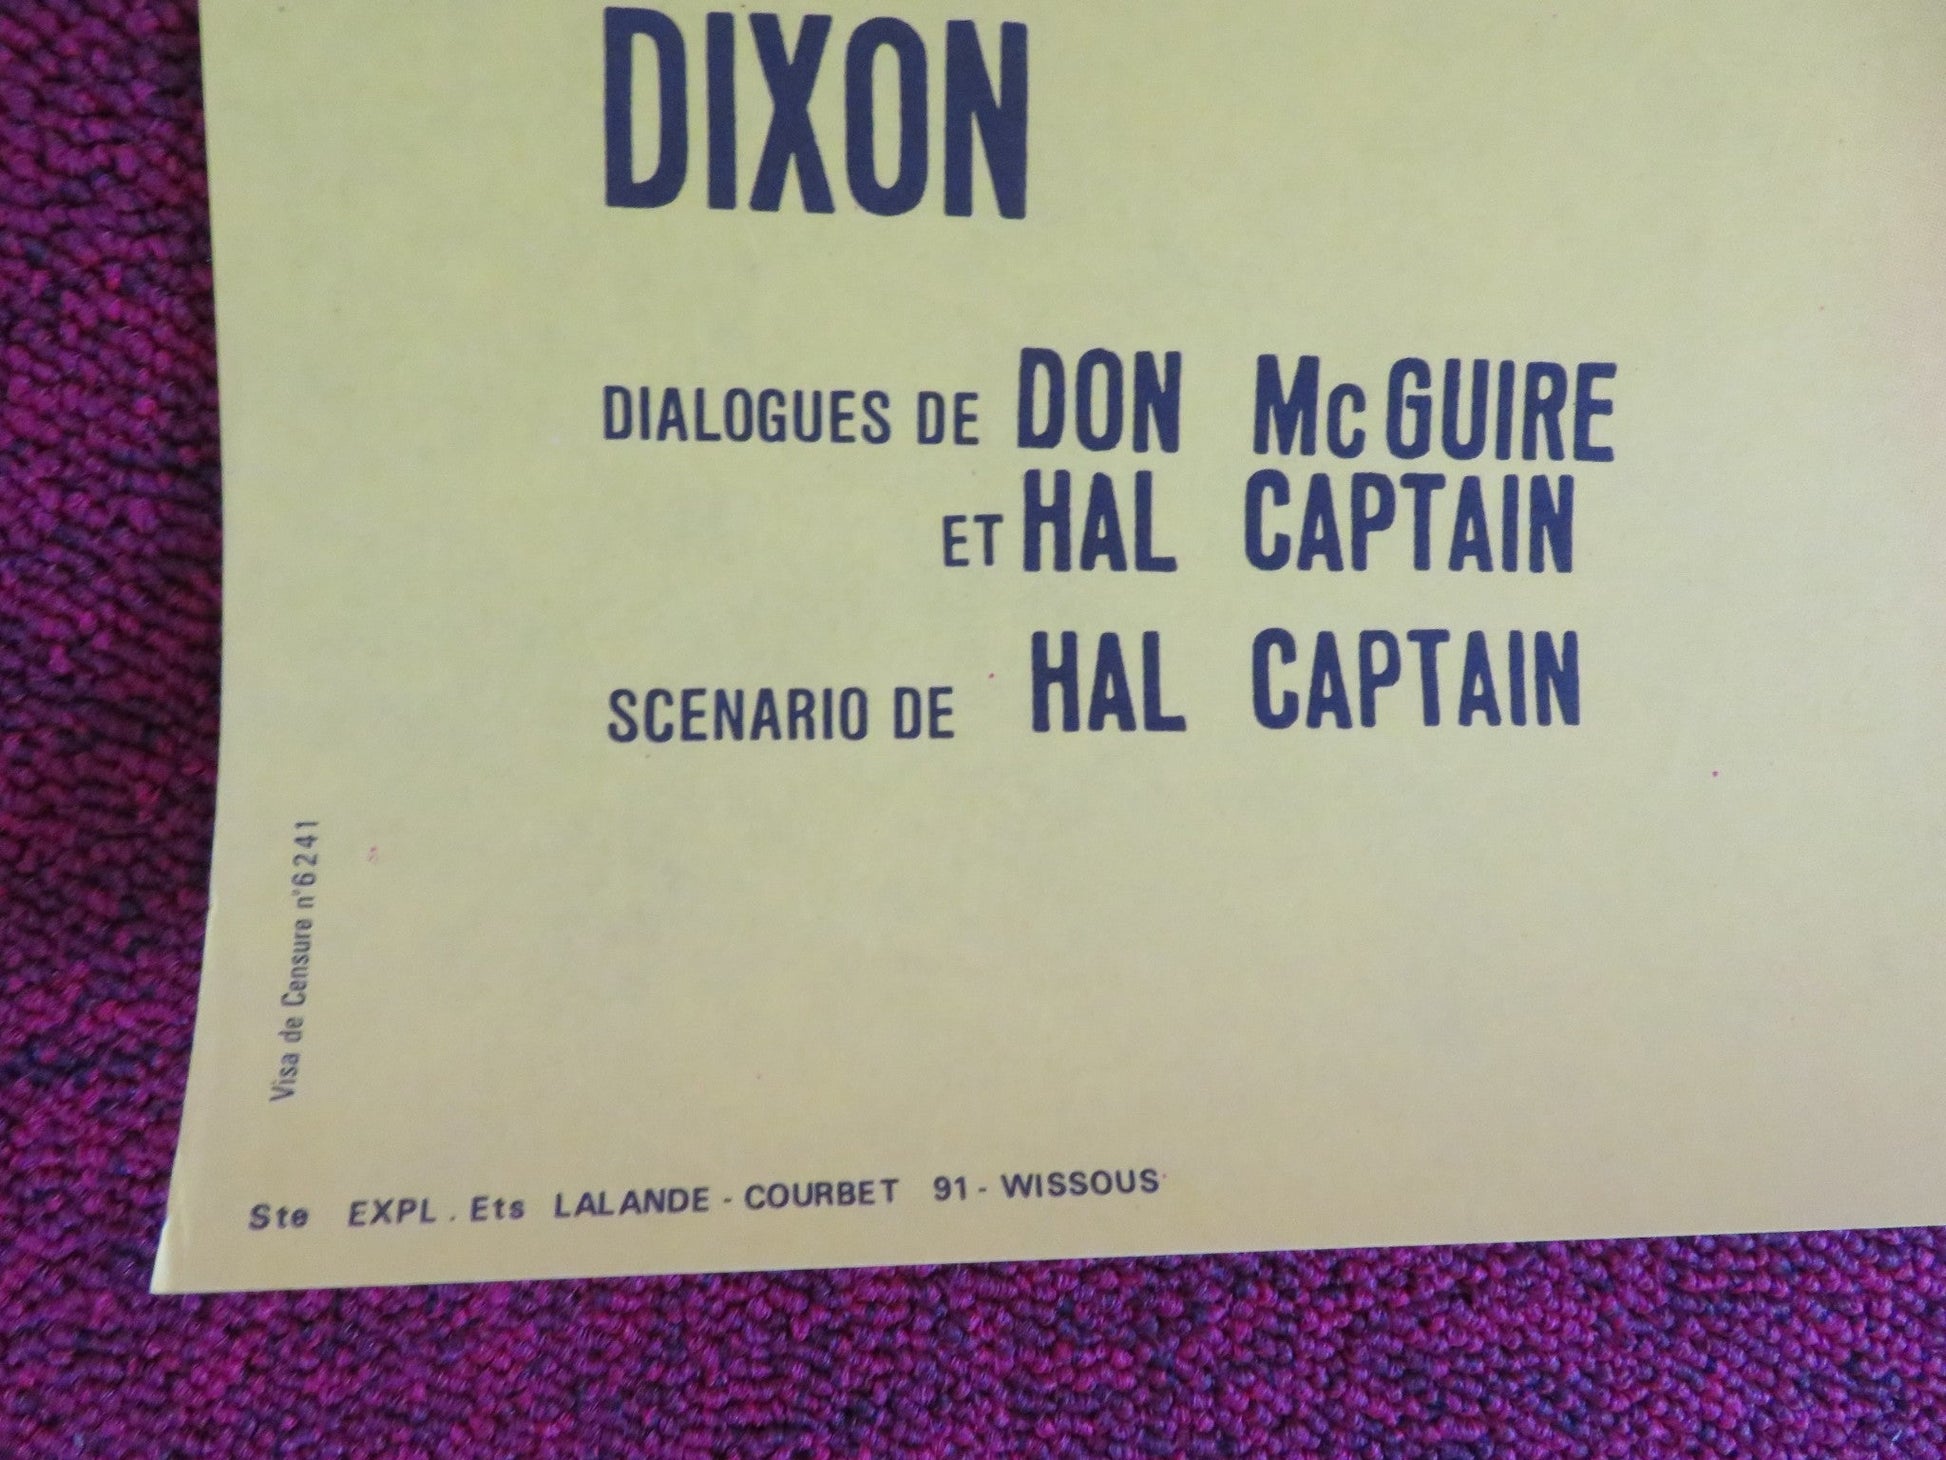 DIXON
DIALOGUES DE DON McGUIRE
ET HAL CAPTAIN
SCENARIO DE HAL CAPTAIN
Visa de Censure n°6241
Ste EXPL. Ets LALANDE-COURBET 91-WISSOUS